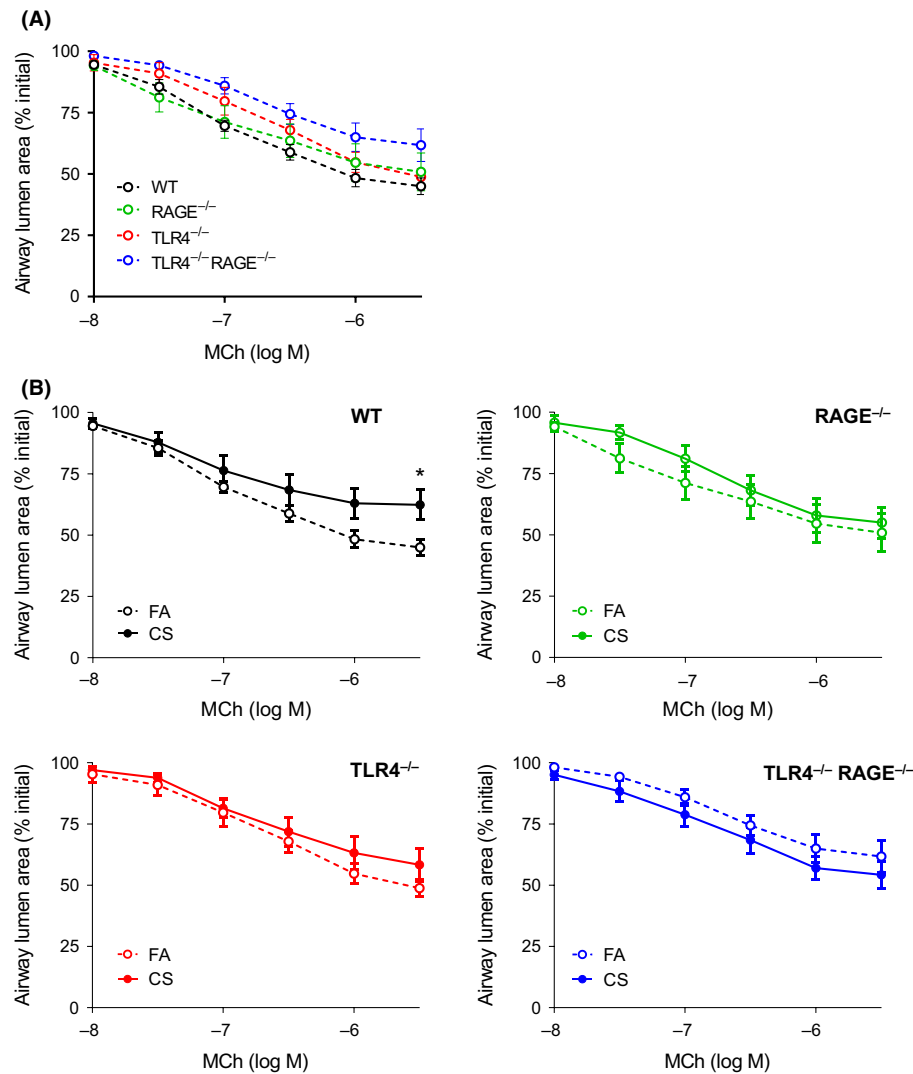 (A)
Airway lumen area (% initial)
100
75
50
25
0
WT
RAGE⁻/⁻
TLR4⁻/⁻
TLR4⁻/⁻ RAGE⁻/⁻
–8
–7
–6
MCh (log M)
(B)
WT
Airway lumen area (% initial)
100
75
50
25
0
*
FA
CS
–8
–7
–6
MCh (log M)
RAGE⁻/⁻
Airway lumen area (% initial)
100
75
50
25
0
FA
CS
–8
–7
–6
MCh (log M)
TLR4⁻/⁻
Airway lumen area (% initial)
100
75
50
25
0
FA
CS
–8
–7
–6
MCh (log M)
TLR4⁻/⁻ RAGE⁻/⁻
Airway lumen area (% initial)
100
75
50
25
0
FA
CS
–8
–7
–6
MCh (log M)